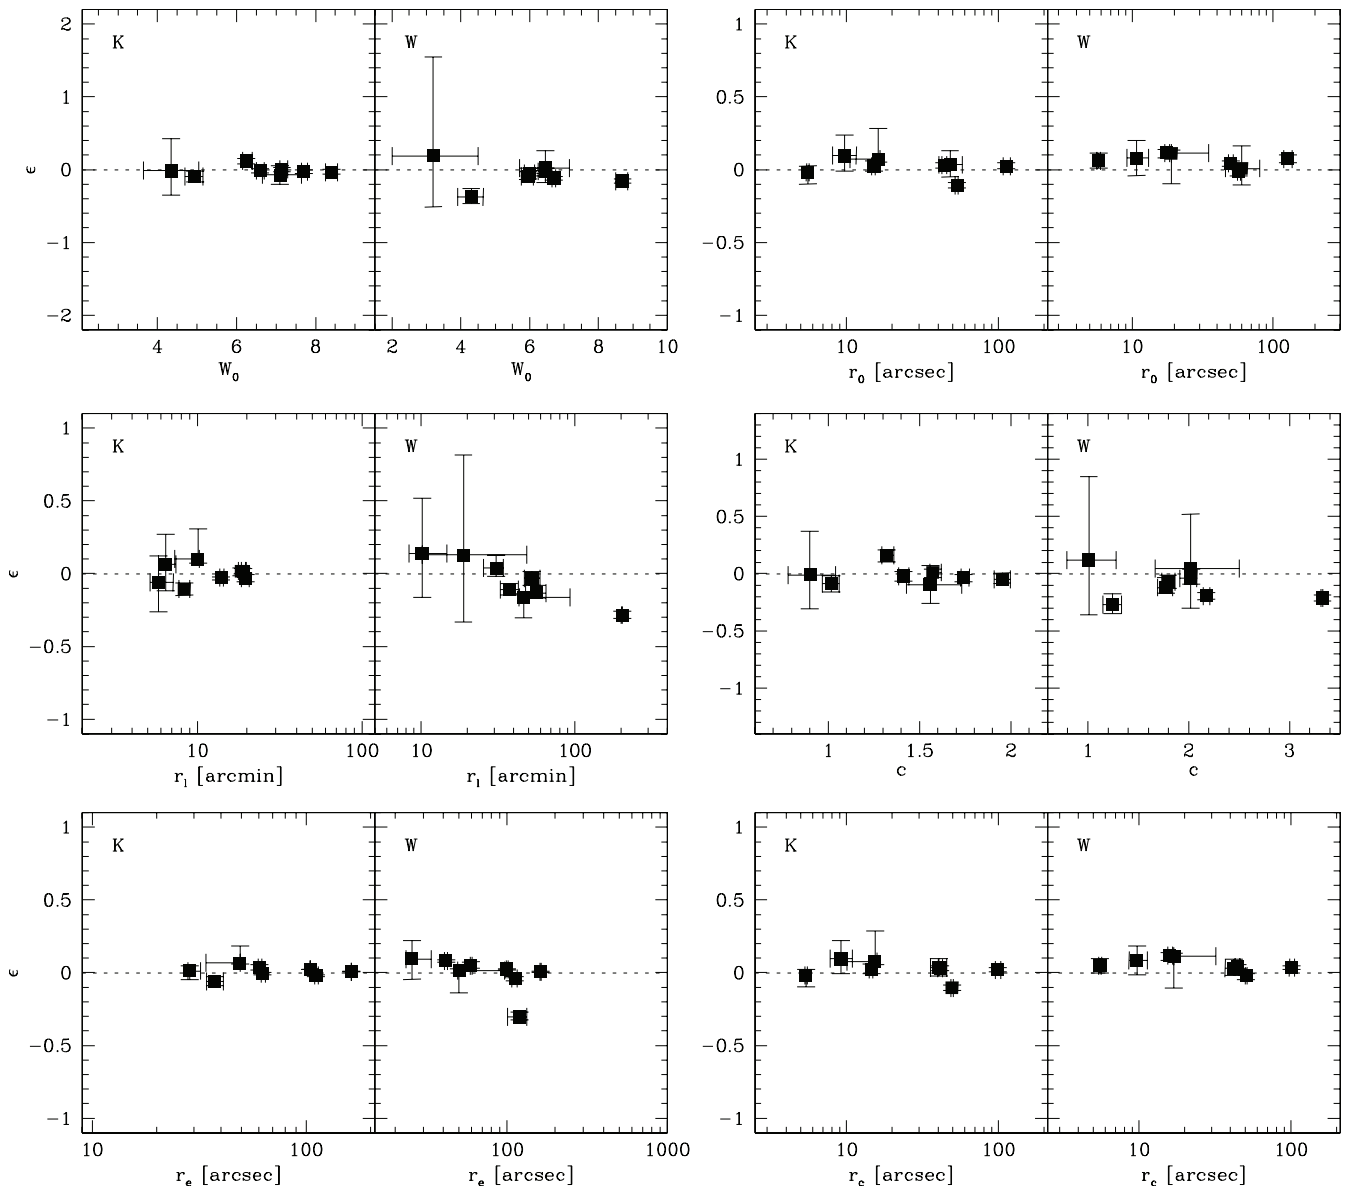 K W K W
2 1
1 0.5
ε 0 0
−1 −0.5
−2 −1
4 6 8 2 4 6 8 10 10 100 10 100
W₀ W₀ r₀ [arcsec] r₀ [arcsec]
K W K W
1 1
0.5 0.5
ε 0 0
−0.5 −0.5
−1 −1
10 100 10 100 1 1.5 2 1 2 3
r₁ [arcmin] r₁ [arcmin] c c
K W K W
1 1
0.5 0.5
ε 0 0
−0.5 −0.5
−1 −1
10 100 100 1000 10 100 10 100
rₑ [arcsec] rₑ [arcsec] r_c [arcsec] r_c [arcsec]